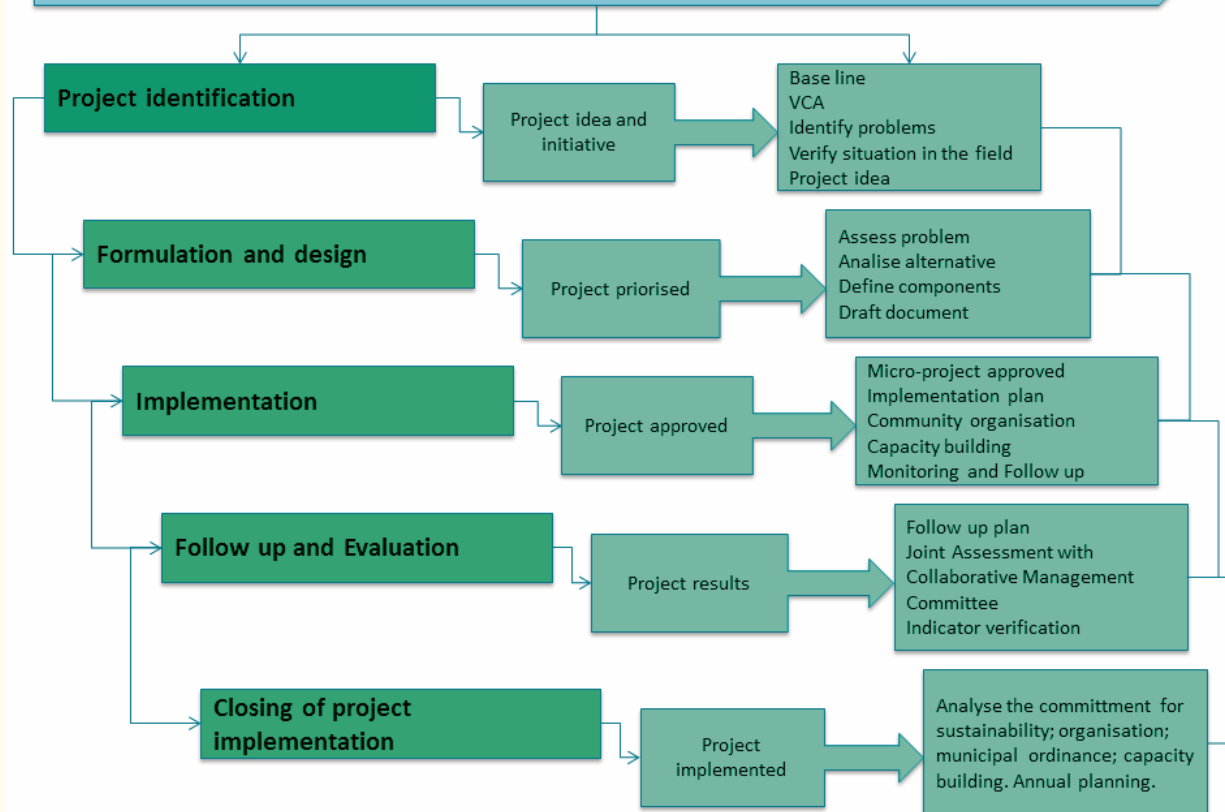 Project identification
Project idea and
initiative
Base line
VCA
Identify problems
Verify situation in the field
Project idea
Formulation and design
Project priorised
Assess problem
Analise alternative
Define components
Draft document
Implementation
Project approved
Micro-project approved
Implementation plan
Community organisation
Capacity building
Monitoring and Follow up
Follow up and Evaluation
Project results
Follow up plan
Joint Assessment with
Collaborative Management
Committee
Indicator verification
Closing of project
implementation
Project
implemented
Analyse the committment for
sustainability; organisation;
municipal ordinance; capacity
building. Annual planning.